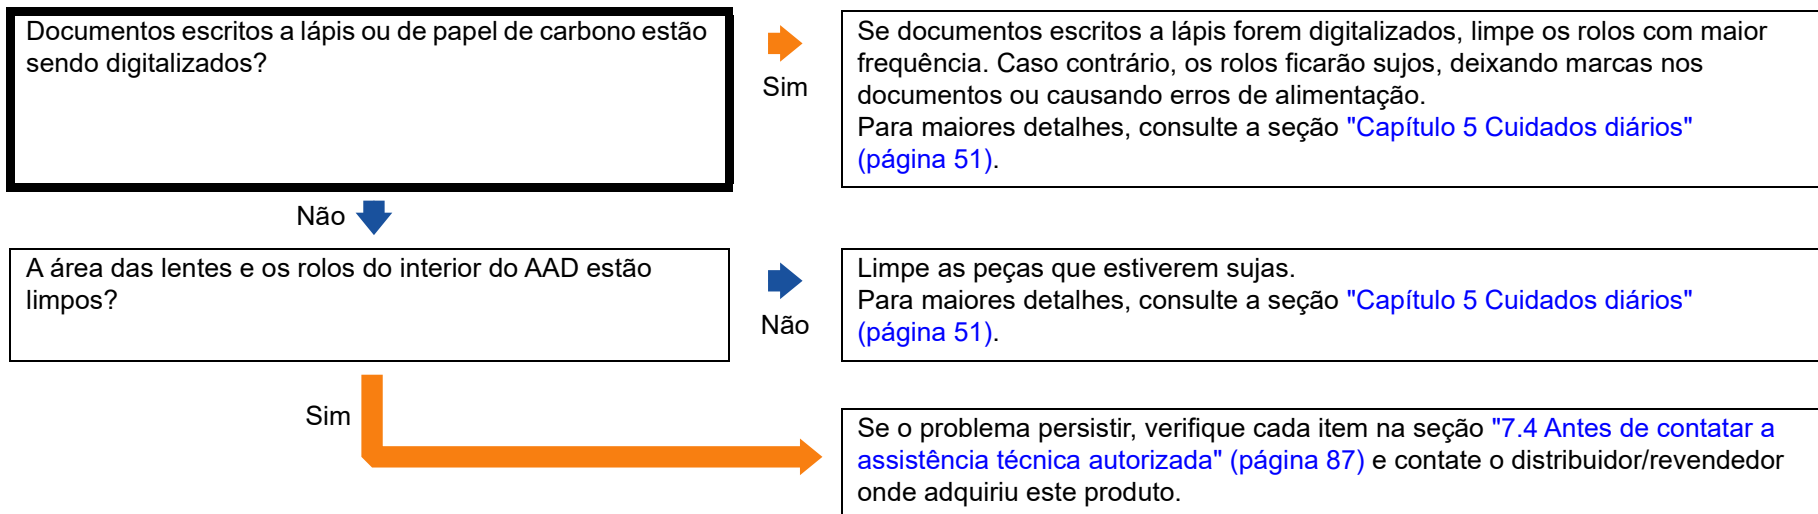 Documentos escritos a lápis ou de papel de carbono estão
sendo digitalizados?
Sim
Se documentos escritos a lápis forem digitalizados, limpe os rolos com maior
frequência. Caso contrário, os rolos ficarão sujos, deixando marcas nos
documentos ou causando erros de alimentação.
Para maiores detalhes, consulte a seção "Capítulo 5 Cuidados diários"
(página 51).
Não
A área das lentes e os rolos do interior do AAD estão
limpos?
Não
Limpe as peças que estiverem sujas.
Para maiores detalhes, consulte a seção "Capítulo 5 Cuidados diários"
(página 51).
Sim
Se o problema persistir, verifique cada item na seção "7.4 Antes de contatar a
assistência técnica autorizada" (página 87) e contate o distribuidor/revendedor
onde adquiriu este produto.